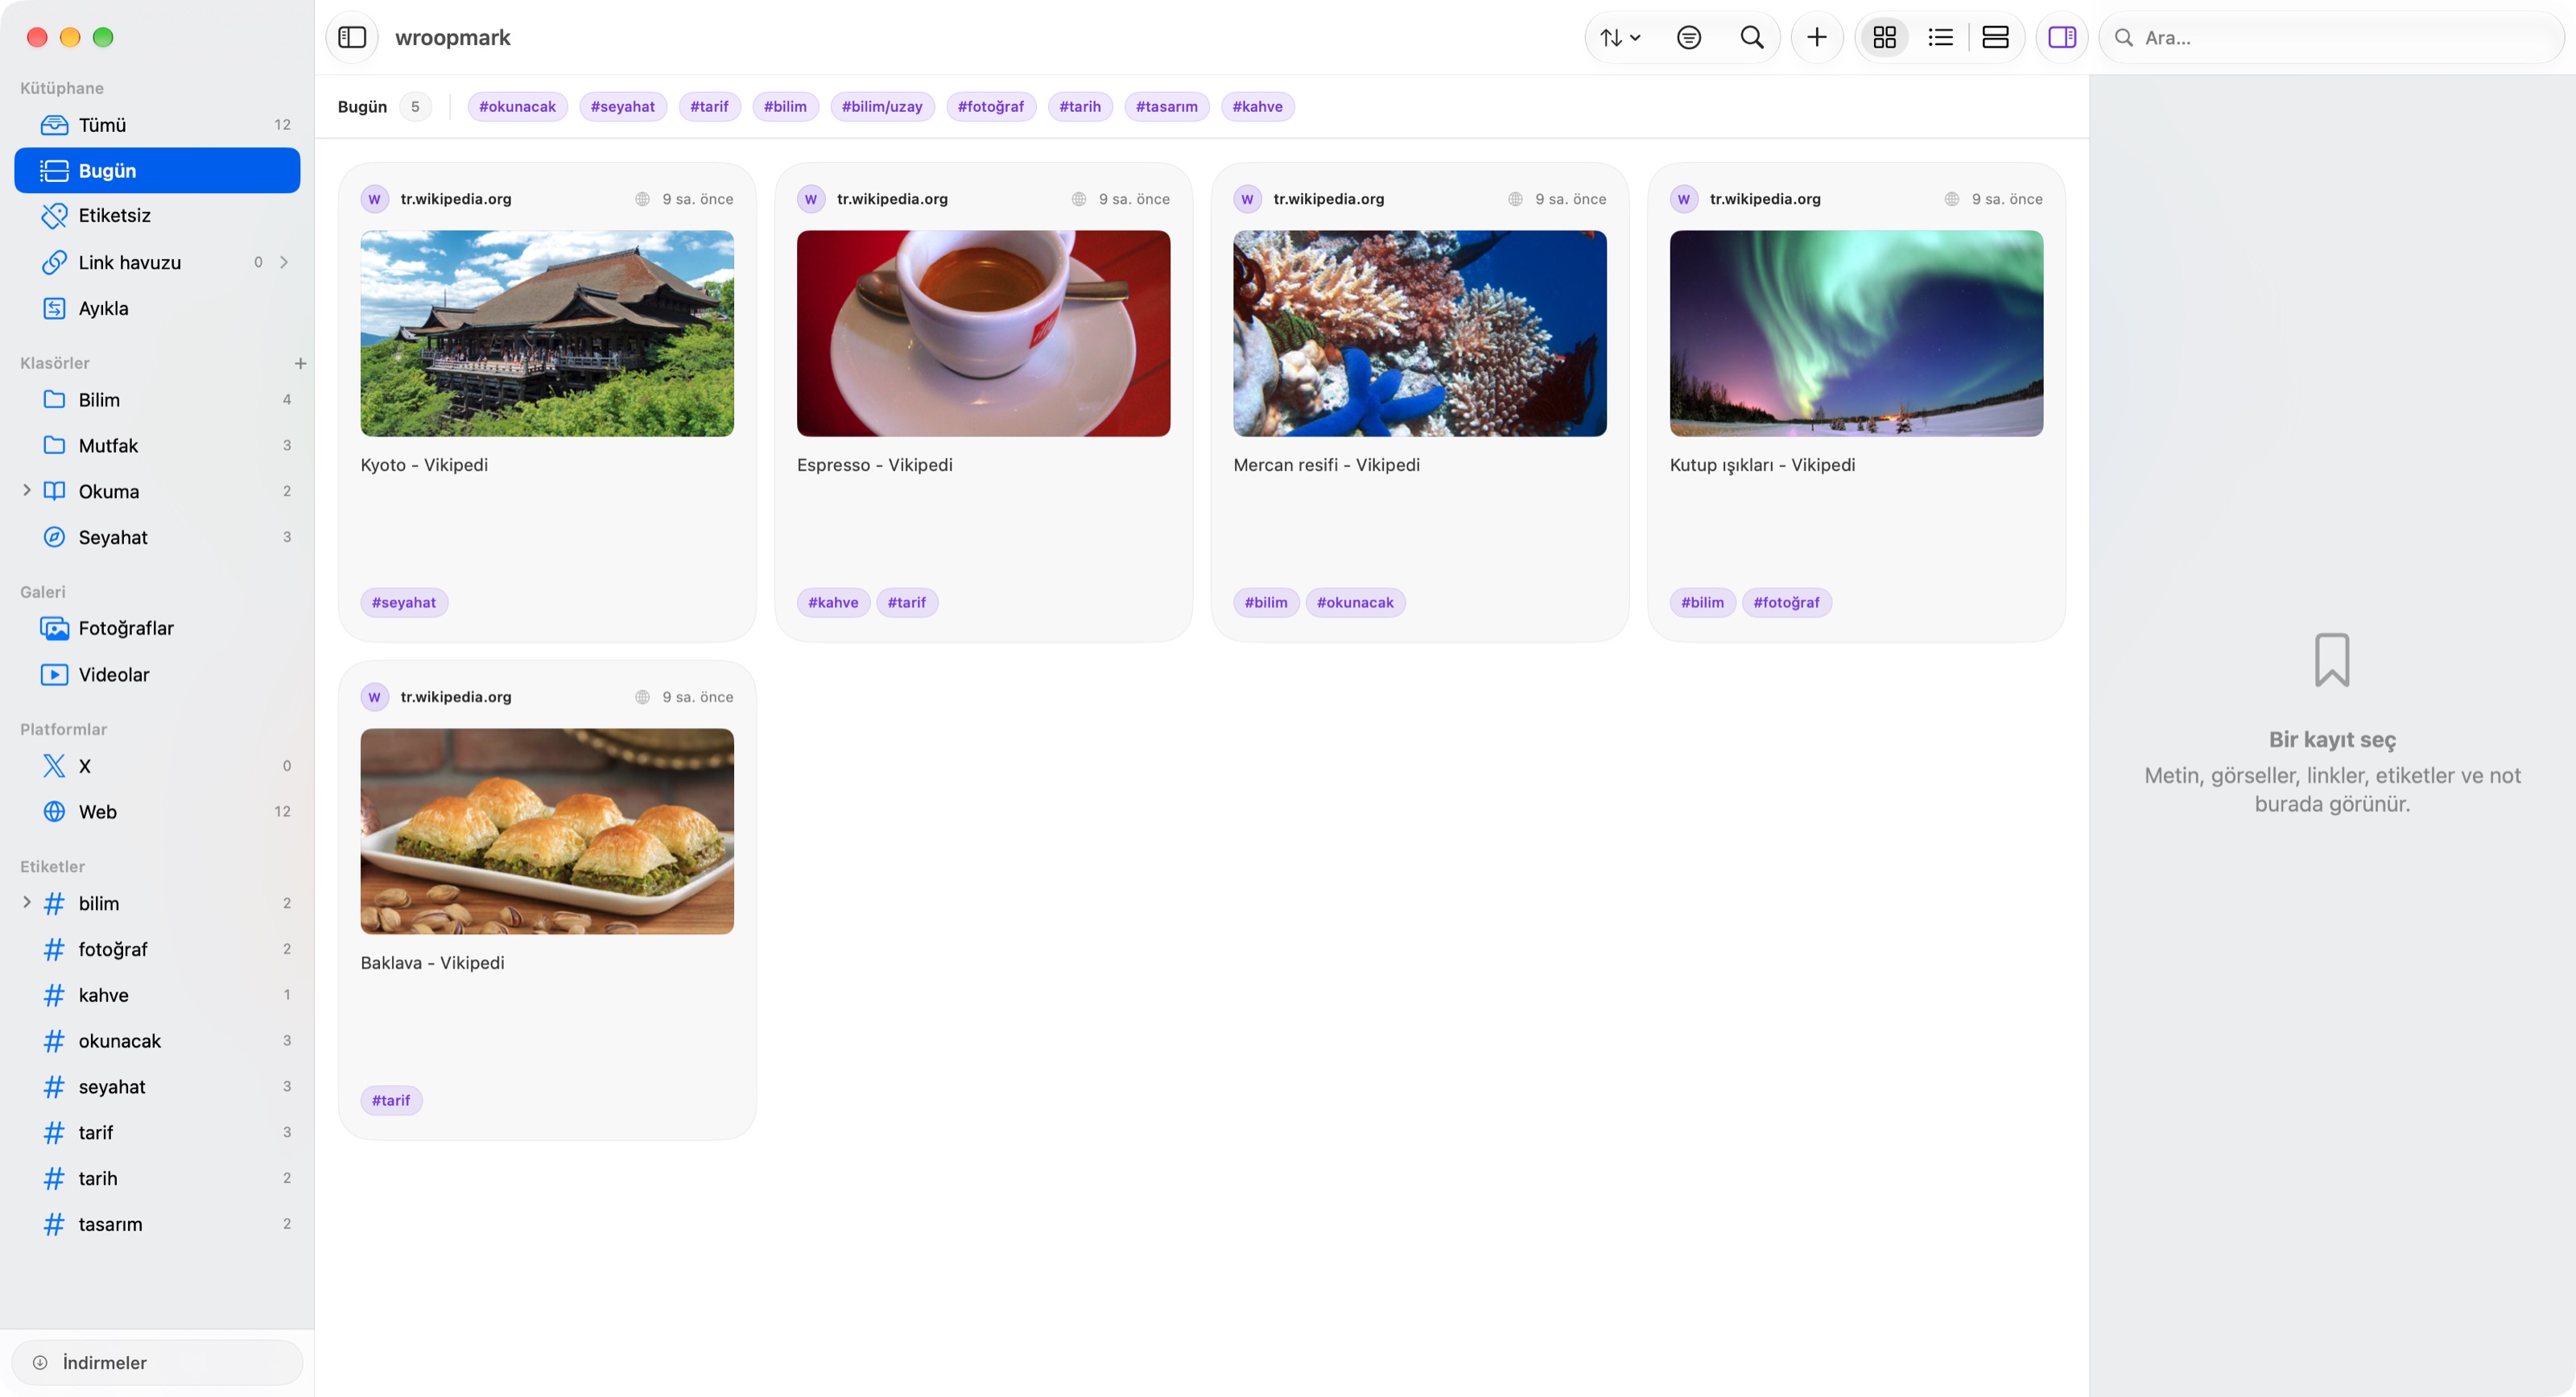 wroopmark
Ara...
Kütüphane
Tümü 12
Bugün
Etiketsiz
Link havuzu 0
Ayıkla
Klasörler
Bilim 4
Mutfak 3
Okuma 2
Seyahat 3
Galeri
Fotoğraflar
Videolar
Platformlar
X 0
Web 12
Etiketler
# bilim 2
# fotoğraf 2
# kahve 1
# okunacak 3
# seyahat 3
# tarif 3
# tarih 2
# tasarım 2
İndirmeler
Bugün 5 #okunacak #seyahat #tarif #bilim #bilim/uzay #fotoğraf #tarih #tasarım #kahve
W tr.wikipedia.org 9 sa. önce
Kyoto - Vikipedi
#seyahat
W tr.wikipedia.org 9 sa. önce
Espresso - Vikipedi
#kahve #tarif
W tr.wikipedia.org 9 sa. önce
Mercan resifi - Vikipedi
#bilim #okunacak
W tr.wikipedia.org 9 sa. önce
Kutup ışıkları - Vikipedi
#bilim #fotoğraf
W tr.wikipedia.org 9 sa. önce
Baklava - Vikipedi
#tarif
Bir kayıt seç
Metin, görseller, linkler, etiketler ve not
burada görünür.